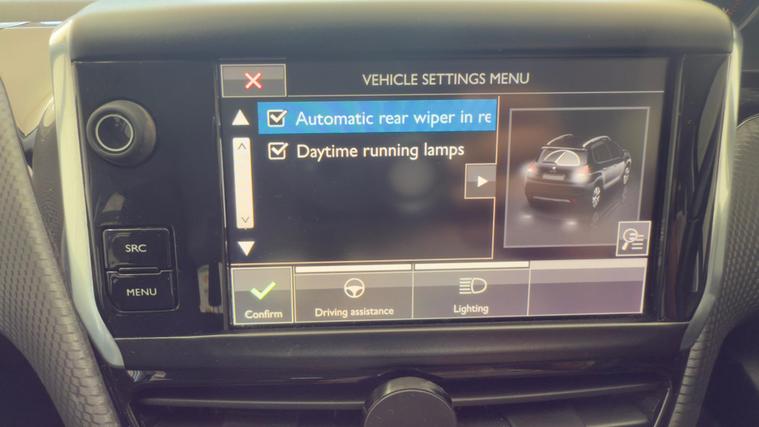 VEHICLE SETTINGS MENU
Automatic rear wiper in re
Daytime running lamps
SRC
MENU
Confirm
Driving assistance
Lighting